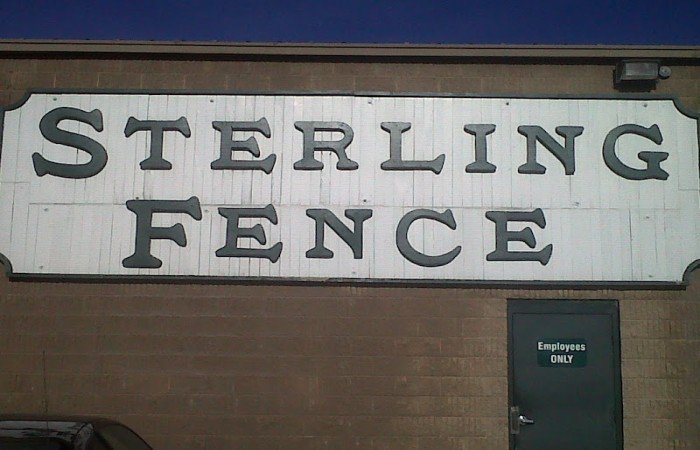 STERLING
FENCE
Employees
ONLY